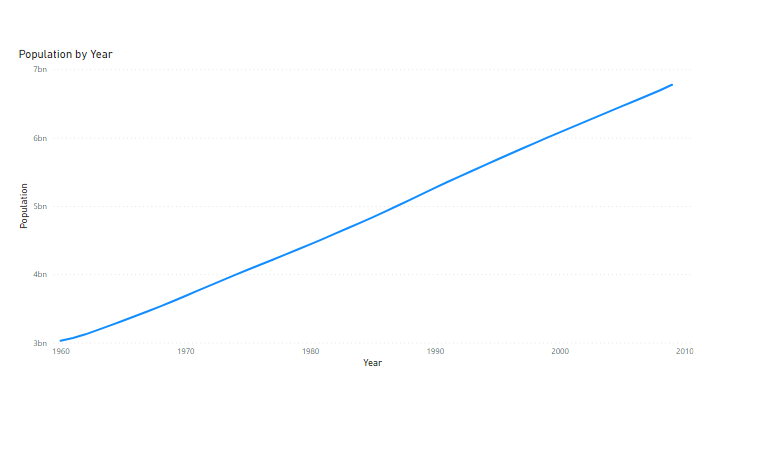 Population by Year
7bn
6bn
5bn
4bn
3bn
Population
1960 1970 1980 1990 2000 2010
Year